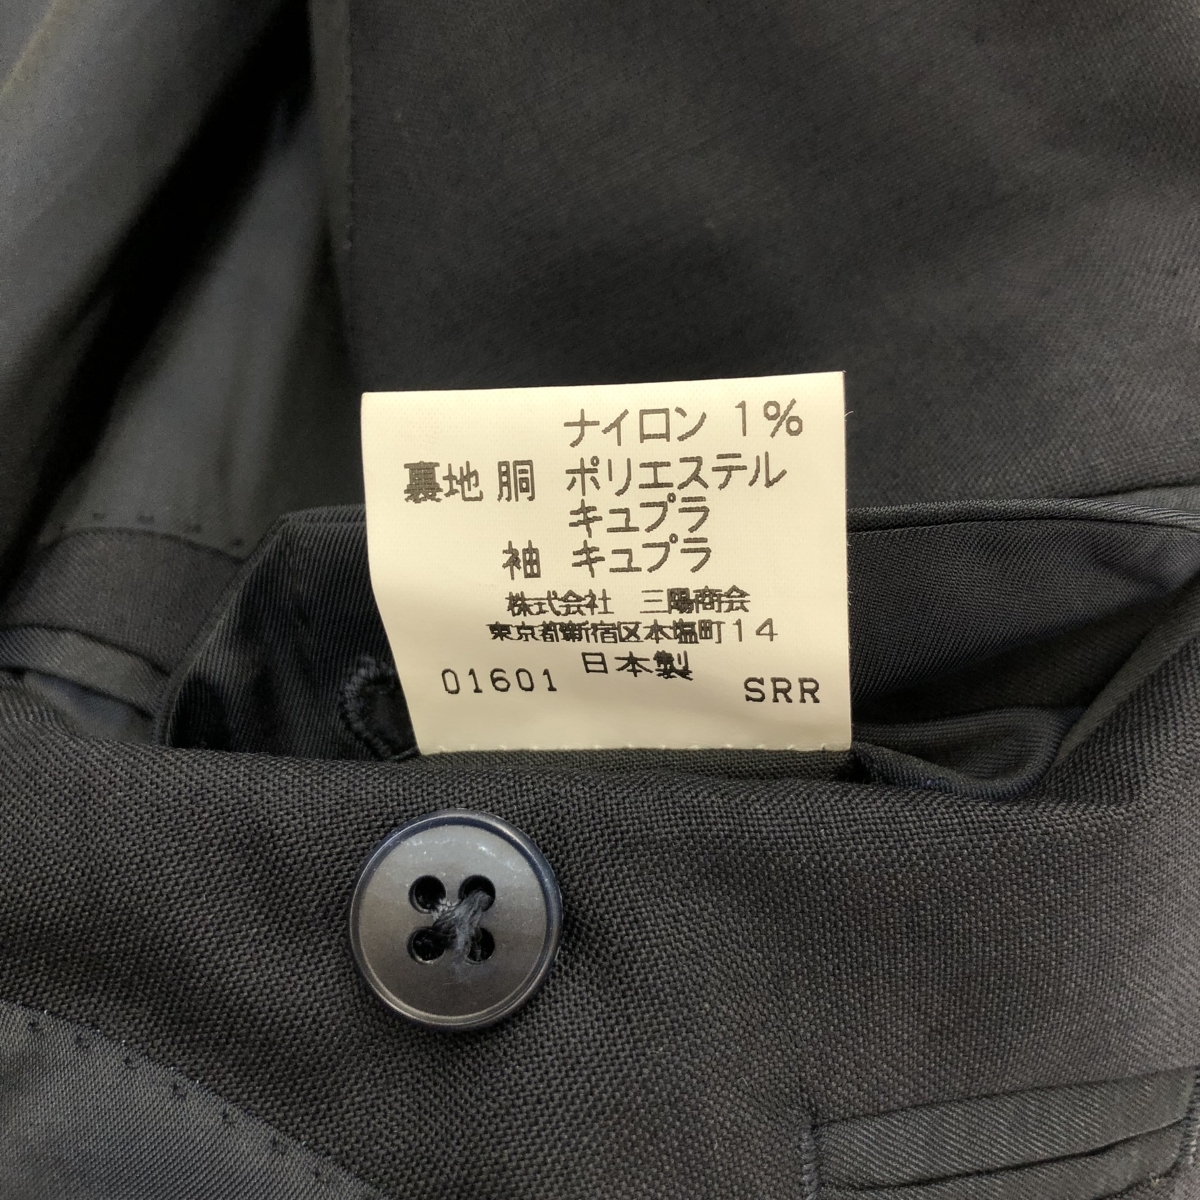 ナイロン 1%
裏地 胴 ポリエステル
キュプラ
袖 キュプラ
株式会社 三陽商会
東京都新宿区本塩町14
日本製
01601 SRR